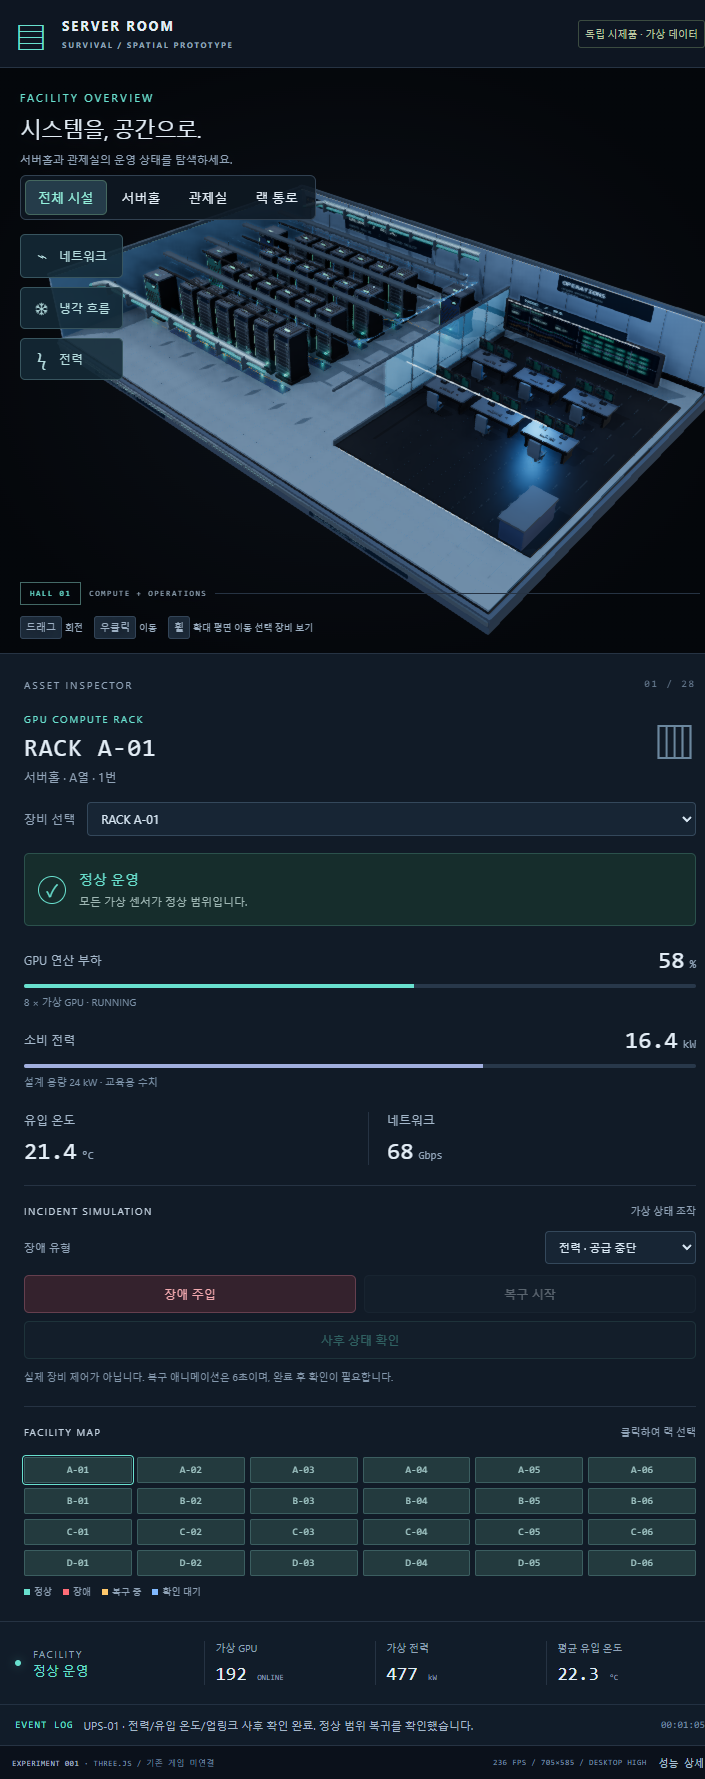 SERVER ROOM
SURVIVAL / SPATIAL PROTOTYPE
독립 시제품 · 가상 데이터
FACILITY OVERVIEW
시스템을, 공간으로.
서버홀과 관제실의 운영 상태를 탐색하세요.
전체 시설 서버홀 관제실 랙 통로
네트워크
냉각 흐름
전력
OPERATIONS
HALL 01 COMPUTE + OPERATIONS
드래그 회전 우클릭 이동 휠 확대 평면 이동 선택 장비 보기
ASSET INSPECTOR 01 / 28
GPU COMPUTE RACK
RACK A-01
서버홀 · A열 · 1번
장비 선택 RACK A-01
정상 운영
모든 가상 센서가 정상 범위입니다.
GPU 연산 부하 58 %
8 × 가상 GPU · RUNNING
소비 전력 16.4 kW
설계 용량 24 kW · 교육용 수치
유입 온도 네트워크
21.4 °C 68 Gbps
INCIDENT SIMULATION 가상 상태 조작
장애 유형 전력 · 공급 중단
장애 주입 복구 시작
사후 상태 확인
실제 장비 제어가 아닙니다. 복구 애니메이션은 6초이며, 완료 후 확인이 필요합니다.
FACILITY MAP 클릭하여 랙 선택
A-01 A-02 A-03 A-04 A-05 A-06
B-01 B-02 B-03 B-04 B-05 B-06
C-01 C-02 C-03 C-04 C-05 C-06
D-01 D-02 D-03 D-04 D-05 D-06
정상 장애 복구 중 확인 대기
FACILITY 가상 GPU 가상 전력 평균 유입 온도
정상 운영 192 ONLINE 477 kW 22.3 °C
EVENT LOG UPS-01 · 전력/유입 온도/업링크 사후 확인 완료. 정상 범위 복귀를 확인했습니다. 00:01:05
EXPERIMENT 001 · THREE.JS / 기존 게임 미연결 236 FPS / 705×585 / DESKTOP HIGH 성능 상세